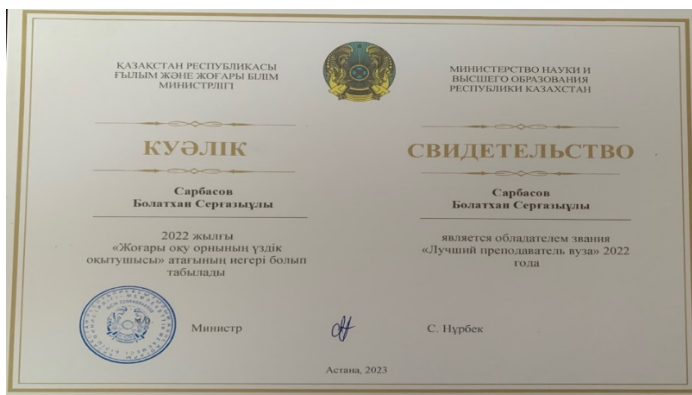 ҚАЗАҚСТАН РЕСПУБЛИКАСЫ
ҒЫЛЫМ ЖӘНЕ ЖОҒАРЫ БІЛІМ
МИНИСТРЛІГІ
КУӘЛІК
Сарбасов
Болатхан Серғазыұлы
2022 жылғы
«Жоғары оқу орнының үздік
оқытушысы» атағының иегері болып
табылады
МИНИСТЕРСТВО НАУКИ И
ВЫСШЕГО ОБРАЗОВАНИЯ
РЕСПУБЛИКИ КАЗАХСТАН
СВИДЕТЕЛЬСТВО
Сарбасов
Болатхан Серғазыұлы
является обладателем звания
«Лучший преподаватель вуза» 2022
года
Министр
С. Нұрбек
Астана, 2023